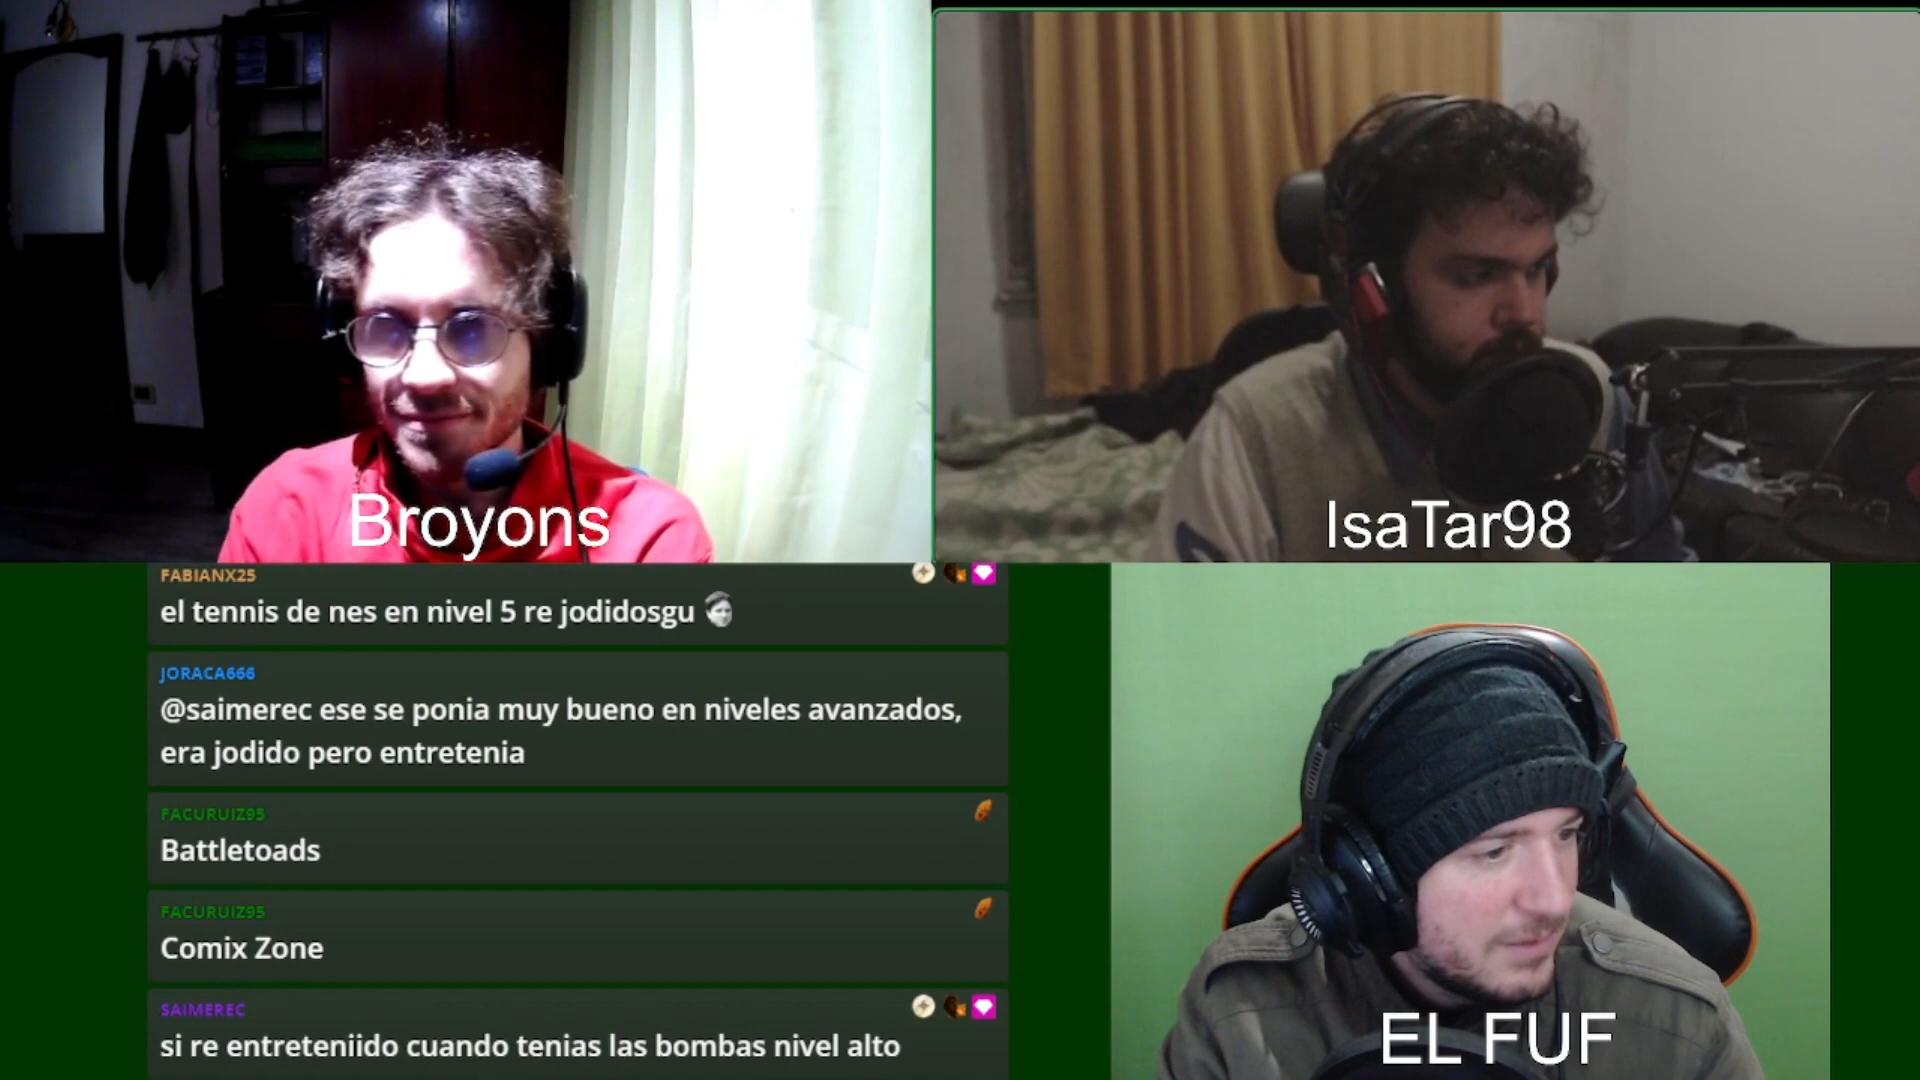 Broyons
IsaTar98
FABIANX25
el tennis de nes en nivel 5 re jodidosgu
JORACA666
@saimerec ese se ponia muy bueno en niveles avanzados,
era jodido pero entretenia
FACURUIZ95
Battletoads
FACURUIZ95
Comix Zone
SAIMEREC
si re entreteniido cuando tenias las bombas nivel alto
EL FUF